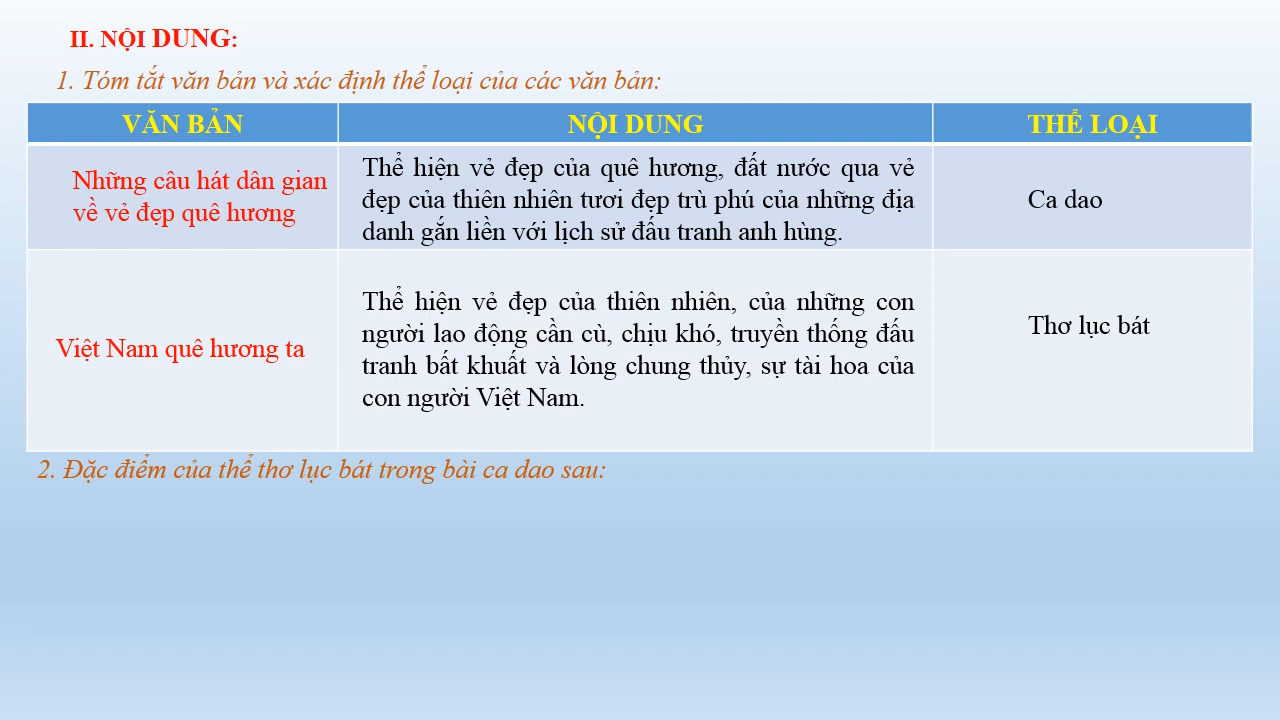 II. NỘI DUNG:
1. Tóm tắt văn bản và xác định thể loại của các văn bản:
VĂN BẢN
NỘI DUNG
THỂ LOẠI
Những câu hát dân gian
về vẻ đẹp quê hương
Thể hiện vẻ đẹp của quê hương, đất nước qua vẻ
đẹp của thiên nhiên tươi đẹp trù phú của những địa
danh gắn liền với lịch sử đấu tranh anh hùng.
Ca dao
Việt Nam quê hương ta
Thể hiện vẻ đẹp của thiên nhiên, của những con
người lao động cần cù, chịu khó, truyền thống đấu
tranh bất khuất và lòng chung thủy, sự tài hoa của
con người Việt Nam.
Thơ lục bát
2. Đặc điểm của thể thơ lục bát trong bài ca dao sau: